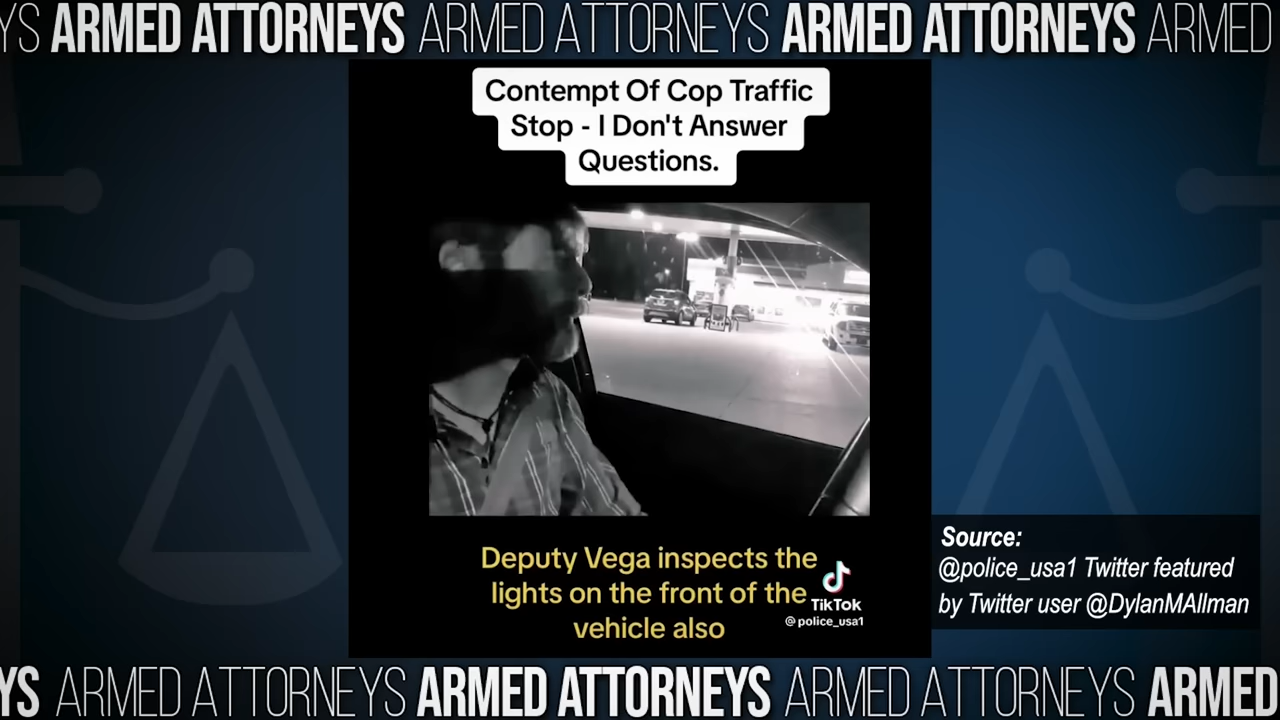 YS ARMED ATTORNEYS ARMED ATTORNEYS ARMED ATTORNEYS ARMED
Contempt Of Cop Traffic
Stop - I Don't Answer
Questions.
Deputy Vega inspects the
lights on the front of the
vehicle also
TikTok
@police_usa1
Source:
@police_usa1 Twitter featured
by Twitter user @DylanMAllman
YS ARMED ATTORNEYS ARMED ATTORNEYS ARMED ATTORNEYS ARMED